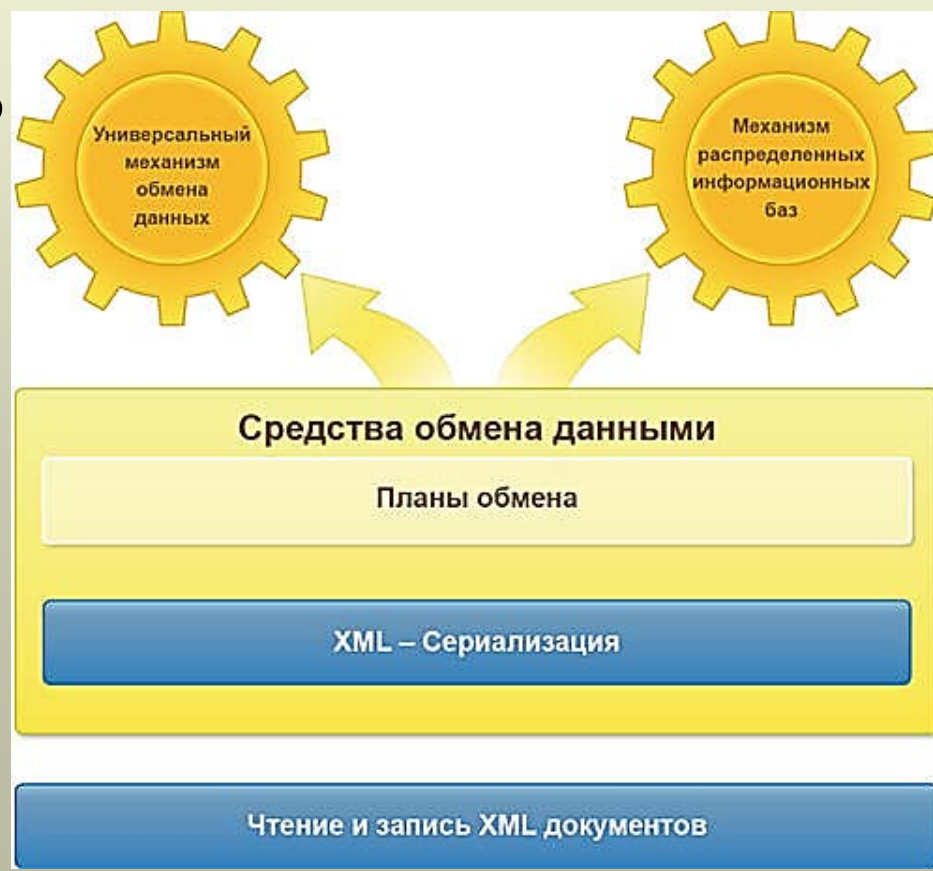 Универсальный
механизм
обмена
данных
Механизм
распределенных
информационных
баз
Средства обмена данными
Планы обмена
XML – Сериализация
Чтение и запись XML документов